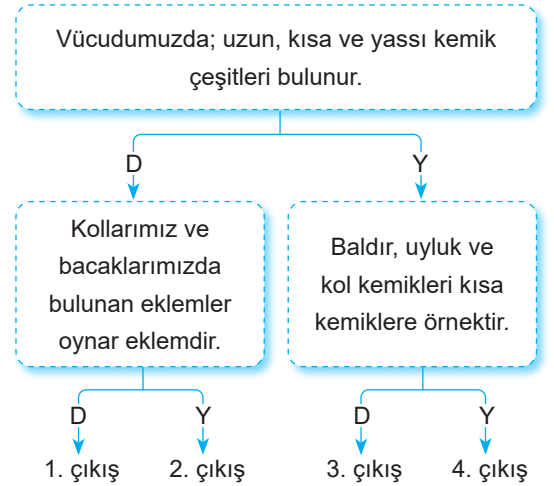 Vücudumuzda; uzun, kısa ve yassı kemik
çeşitleri bulunur.
D
Y
Kollarımız ve
bacaklarımızda
bulunan eklemler
oynar eklemdir.
Baldır, uyluk ve
kol kemikleri kısa
kemiklere örnektir.
D
Y
D
Y
1. çıkış
2. çıkış
3. çıkış
4. çıkış